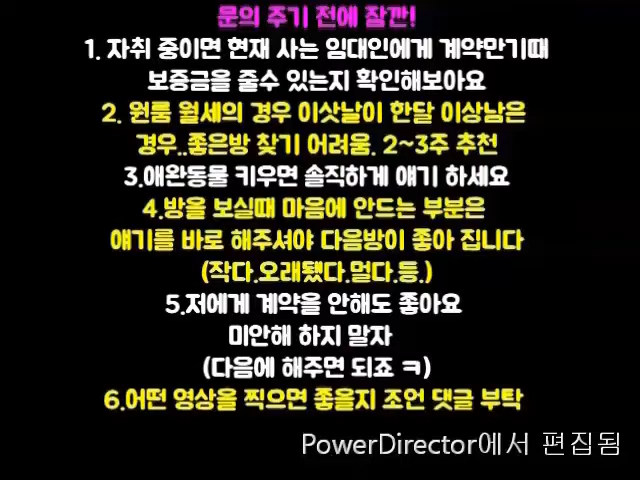 문의 주기 전에 잠깐!
1. 자취 중이면 현재 사는 임대인에게 계약만기때
보증금을 줄수 있는지 확인해보아요
2. 원룸 월세의 경우 이삿날이 한달 이상남은
경우..좋은방 찾기 어려움. 2~3주 추천
3.애완동물 키우면 솔직하게 얘기 하세요
4.방을 보실때 마음에 안드는 부분은
얘기를 바로 해주셔야 다음방이 좋아 집니다
(작다.오래됐다.멀다.등.)
5.저에게 계약을 안해도 좋아요
미안해 하지 말자
(다음에 해주면 되죠 ㅋ)
6.어떤 영상을 찍으면 좋을지 조언 댓글 부탁
PowerDirector에서 편집됨